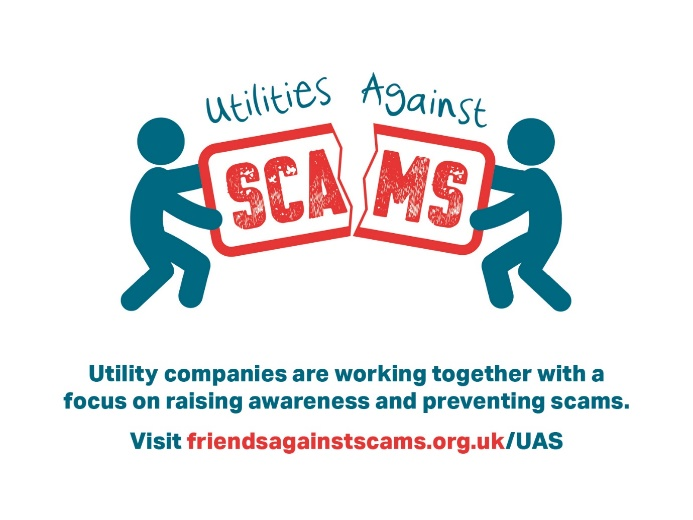 Utilities Against
SCAMS
Utility companies are working together with a
focus on raising awareness and preventing scams.
Visit friendsagainstscams.org.uk/UAS